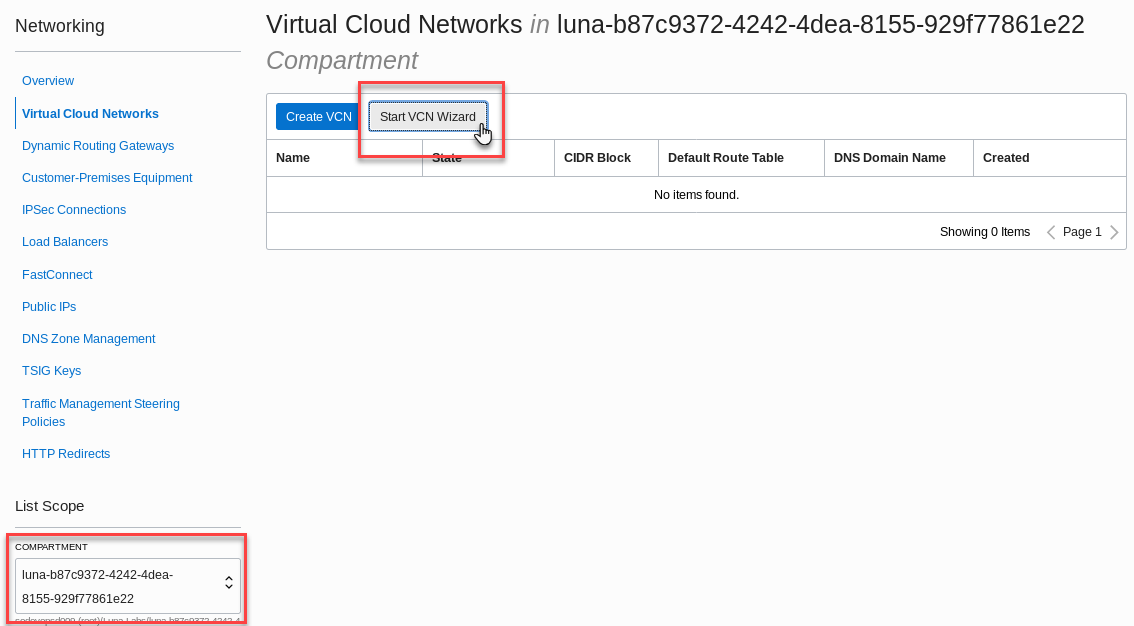 Networking
Overview
Virtual Cloud Networks
Dynamic Routing Gateways
Customer-Premises Equipment
IPSec Connections
Load Balancers
FastConnect
Public IPs
DNS Zone Management
TSIG Keys
Traffic Management Steering
Policies
HTTP Redirects
List Scope
COMPARTMENT
luna-b87c9372-4242-4dea-
8155-929f77861e22
Virtual Cloud Networks in luna-b87c9372-4242-4dea-8155-929f77861e22
Compartment
Create VCN Start VCN Wizard
Name State CIDR Block Default Route Table DNS Domain Name Created
No items found.
Showing 0 Items Page 1